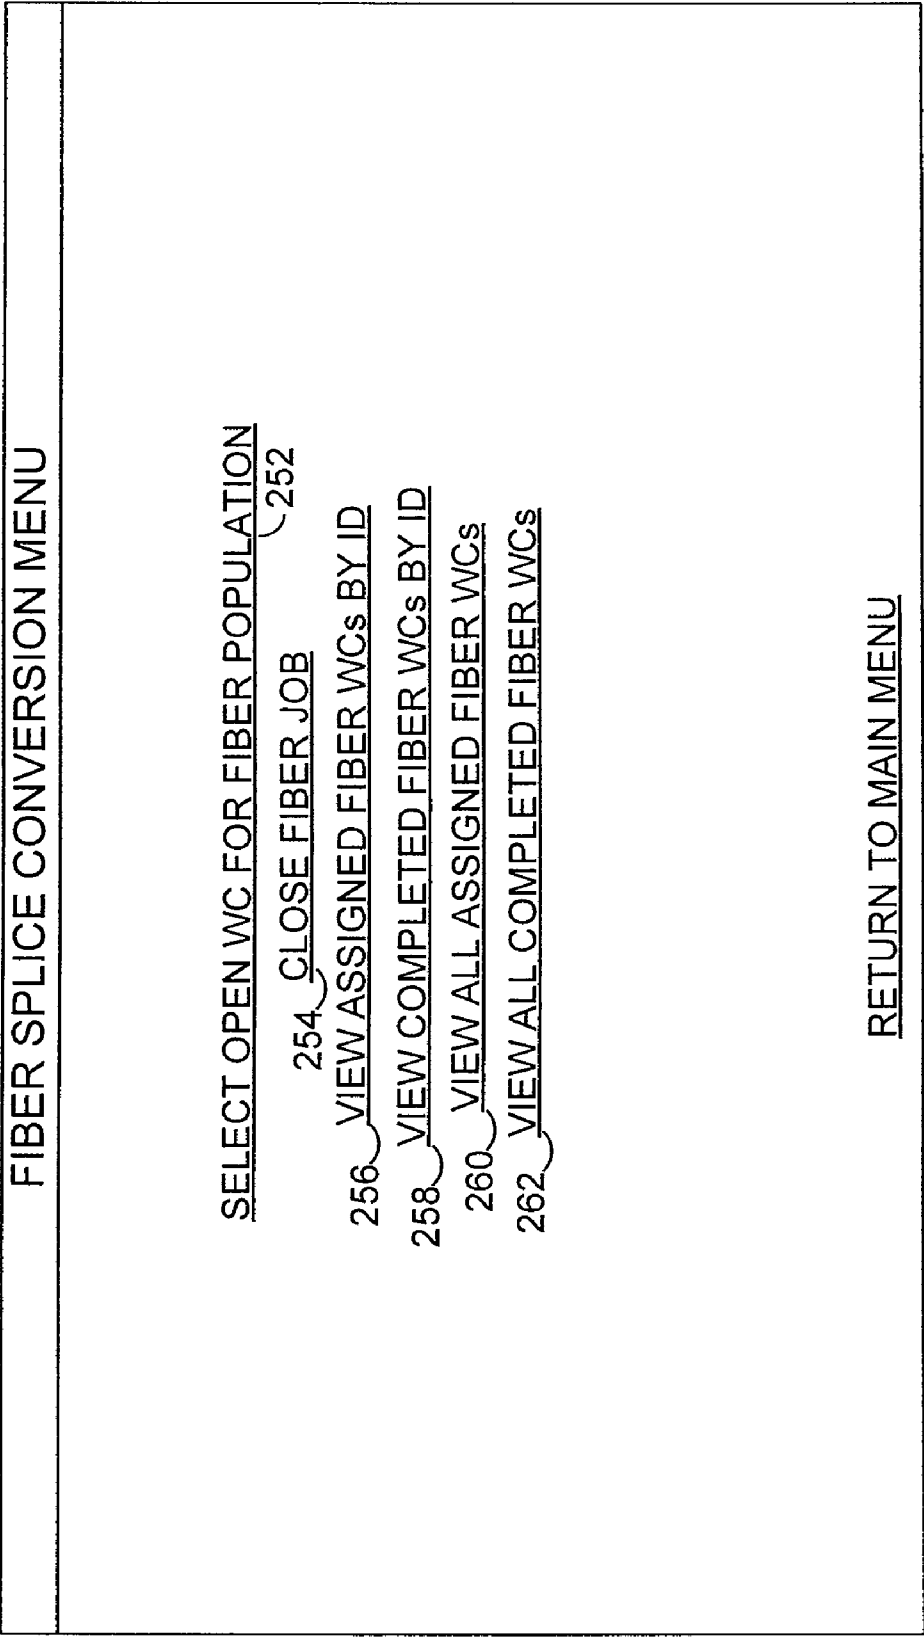 FIBER SPLICE CONVERSION MENU
SELECT OPEN WC FOR FIBER POPULATION
252
254 CLOSE FIBER JOB
256 VIEW ASSIGNED FIBER WCs BY ID
258 VIEW COMPLETED FIBER WCs BY ID
260 VIEW ALL ASSIGNED FIBER WCs
262 VIEW ALL COMPLETED FIBER WCs
RETURN TO MAIN MENU